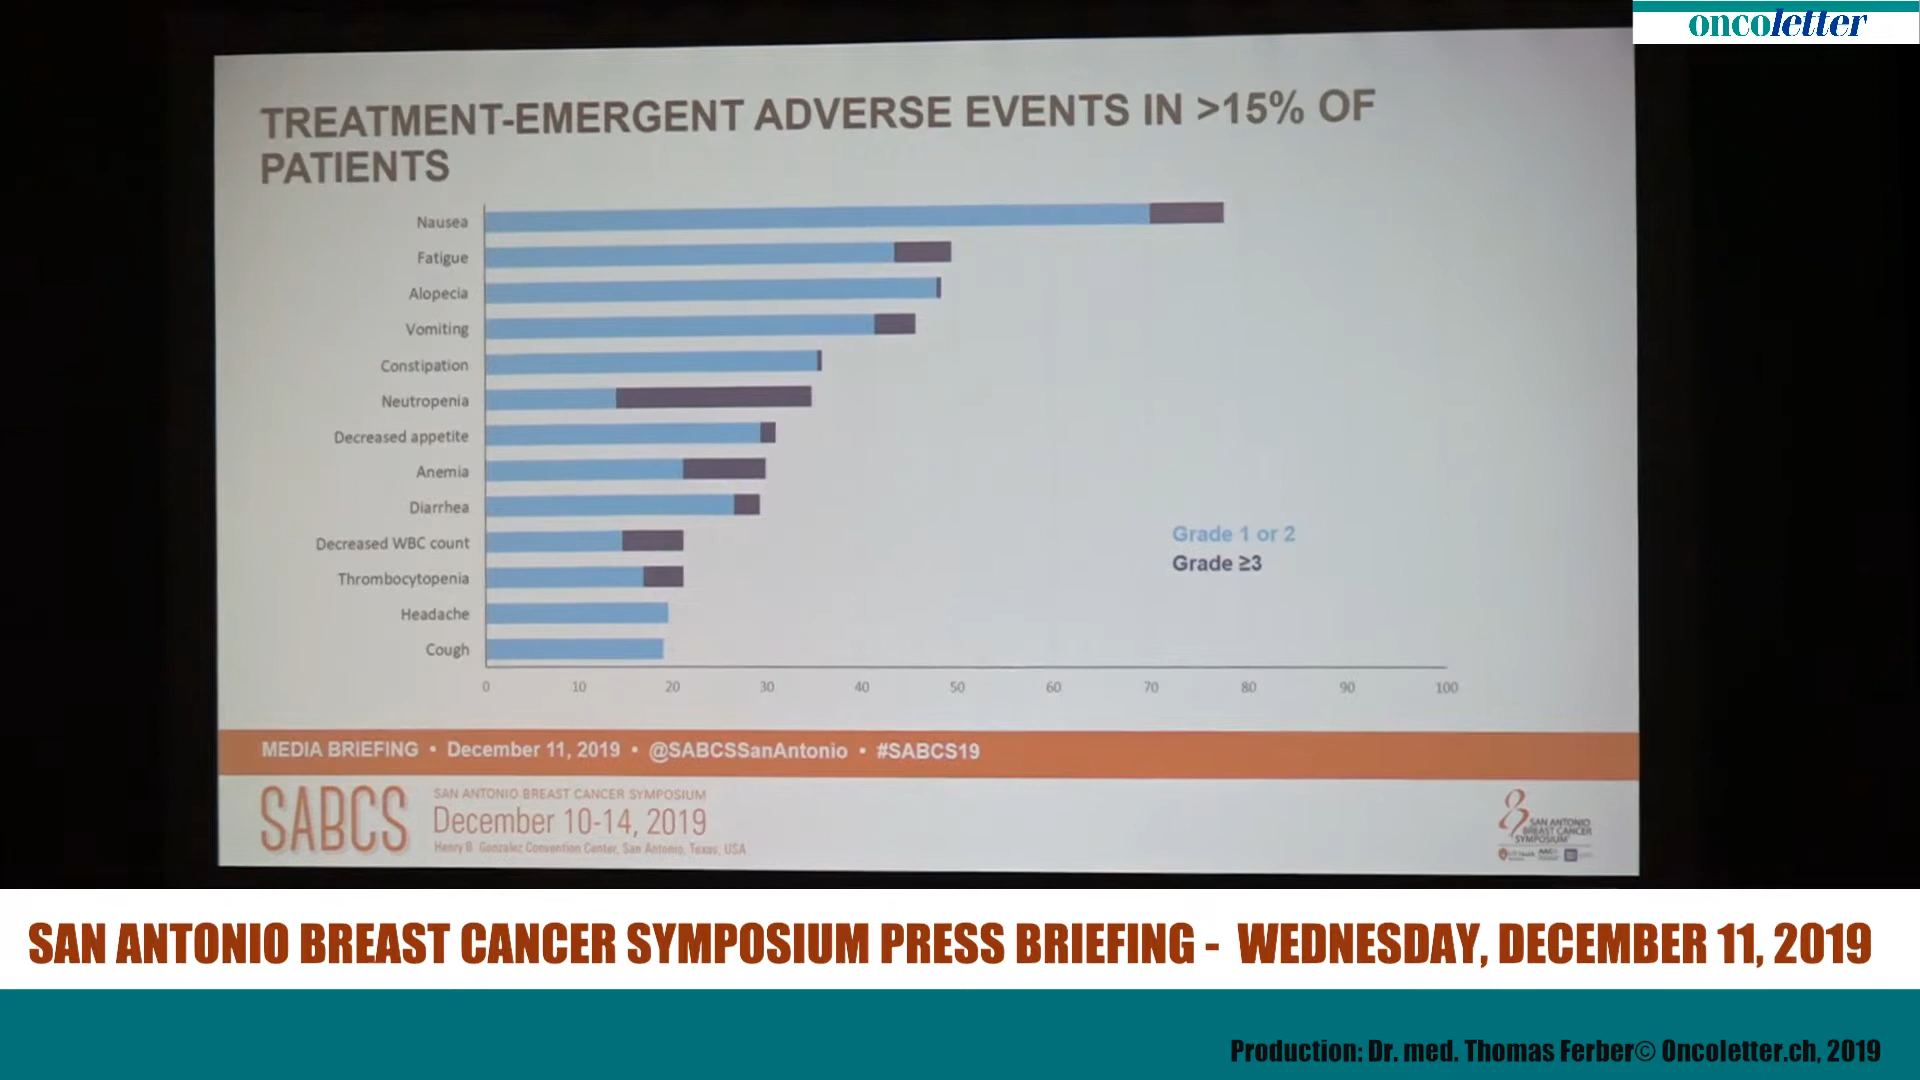 oncoletter
TREATMENT-EMERGENT ADVERSE EVENTS IN >15% OF
PATIENTS
Nausea
Fatigue
Alopecia
Vomiting
Constipation
Neutropenia
Decreased appetite
Anemia
Diarrhea
Decreased WBC count
Thrombocytopenia
Headache
Cough
Grade 1 or 2
Grade ≥3
0 10 20 30 40 50 60 70 80 90 100
MEDIA BRIEFING • December 11, 2019 • @SABCSSanAntonio • #SABCS19
SABCS
SAN ANTONIO BREAST CANCER SYMPOSIUM
December 10-14, 2019
Henry B. Gonzalez Convention Center, San Antonio, Texas, USA
SAN ANTONIO
BREAST CANCER
SYMPOSIUM
SAN ANTONIO BREAST CANCER SYMPOSIUM PRESS BRIEFING - WEDNESDAY, DECEMBER 11, 2019
Production: Dr. med. Thomas Ferber© Oncoletter.ch, 2019